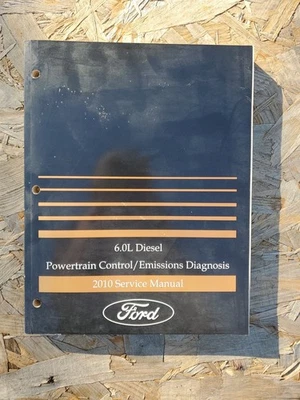 6.0L Diesel
Powertrain Control/Emissions Diagnosis
2010 Service Manual
Ford